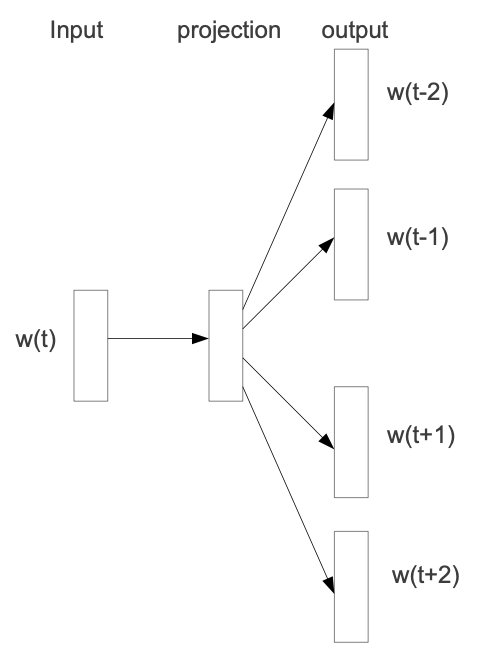 Input projection output
w(t-2)
w(t-1)
w(t)
w(t+1)
w(t+2)